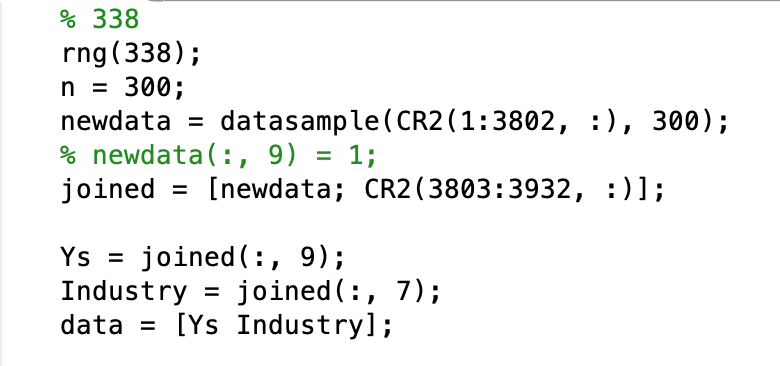 % 338
rng(338);
n = 300;
newdata = datasample(CR2(1:3802, :), 300);
% newdata(:, 9) = 1;
joined = [newdata; CR2(3803:3932, :)];
Ys = joined(:, 9);
Industry = joined(:, 7);
data = [Ys Industry];